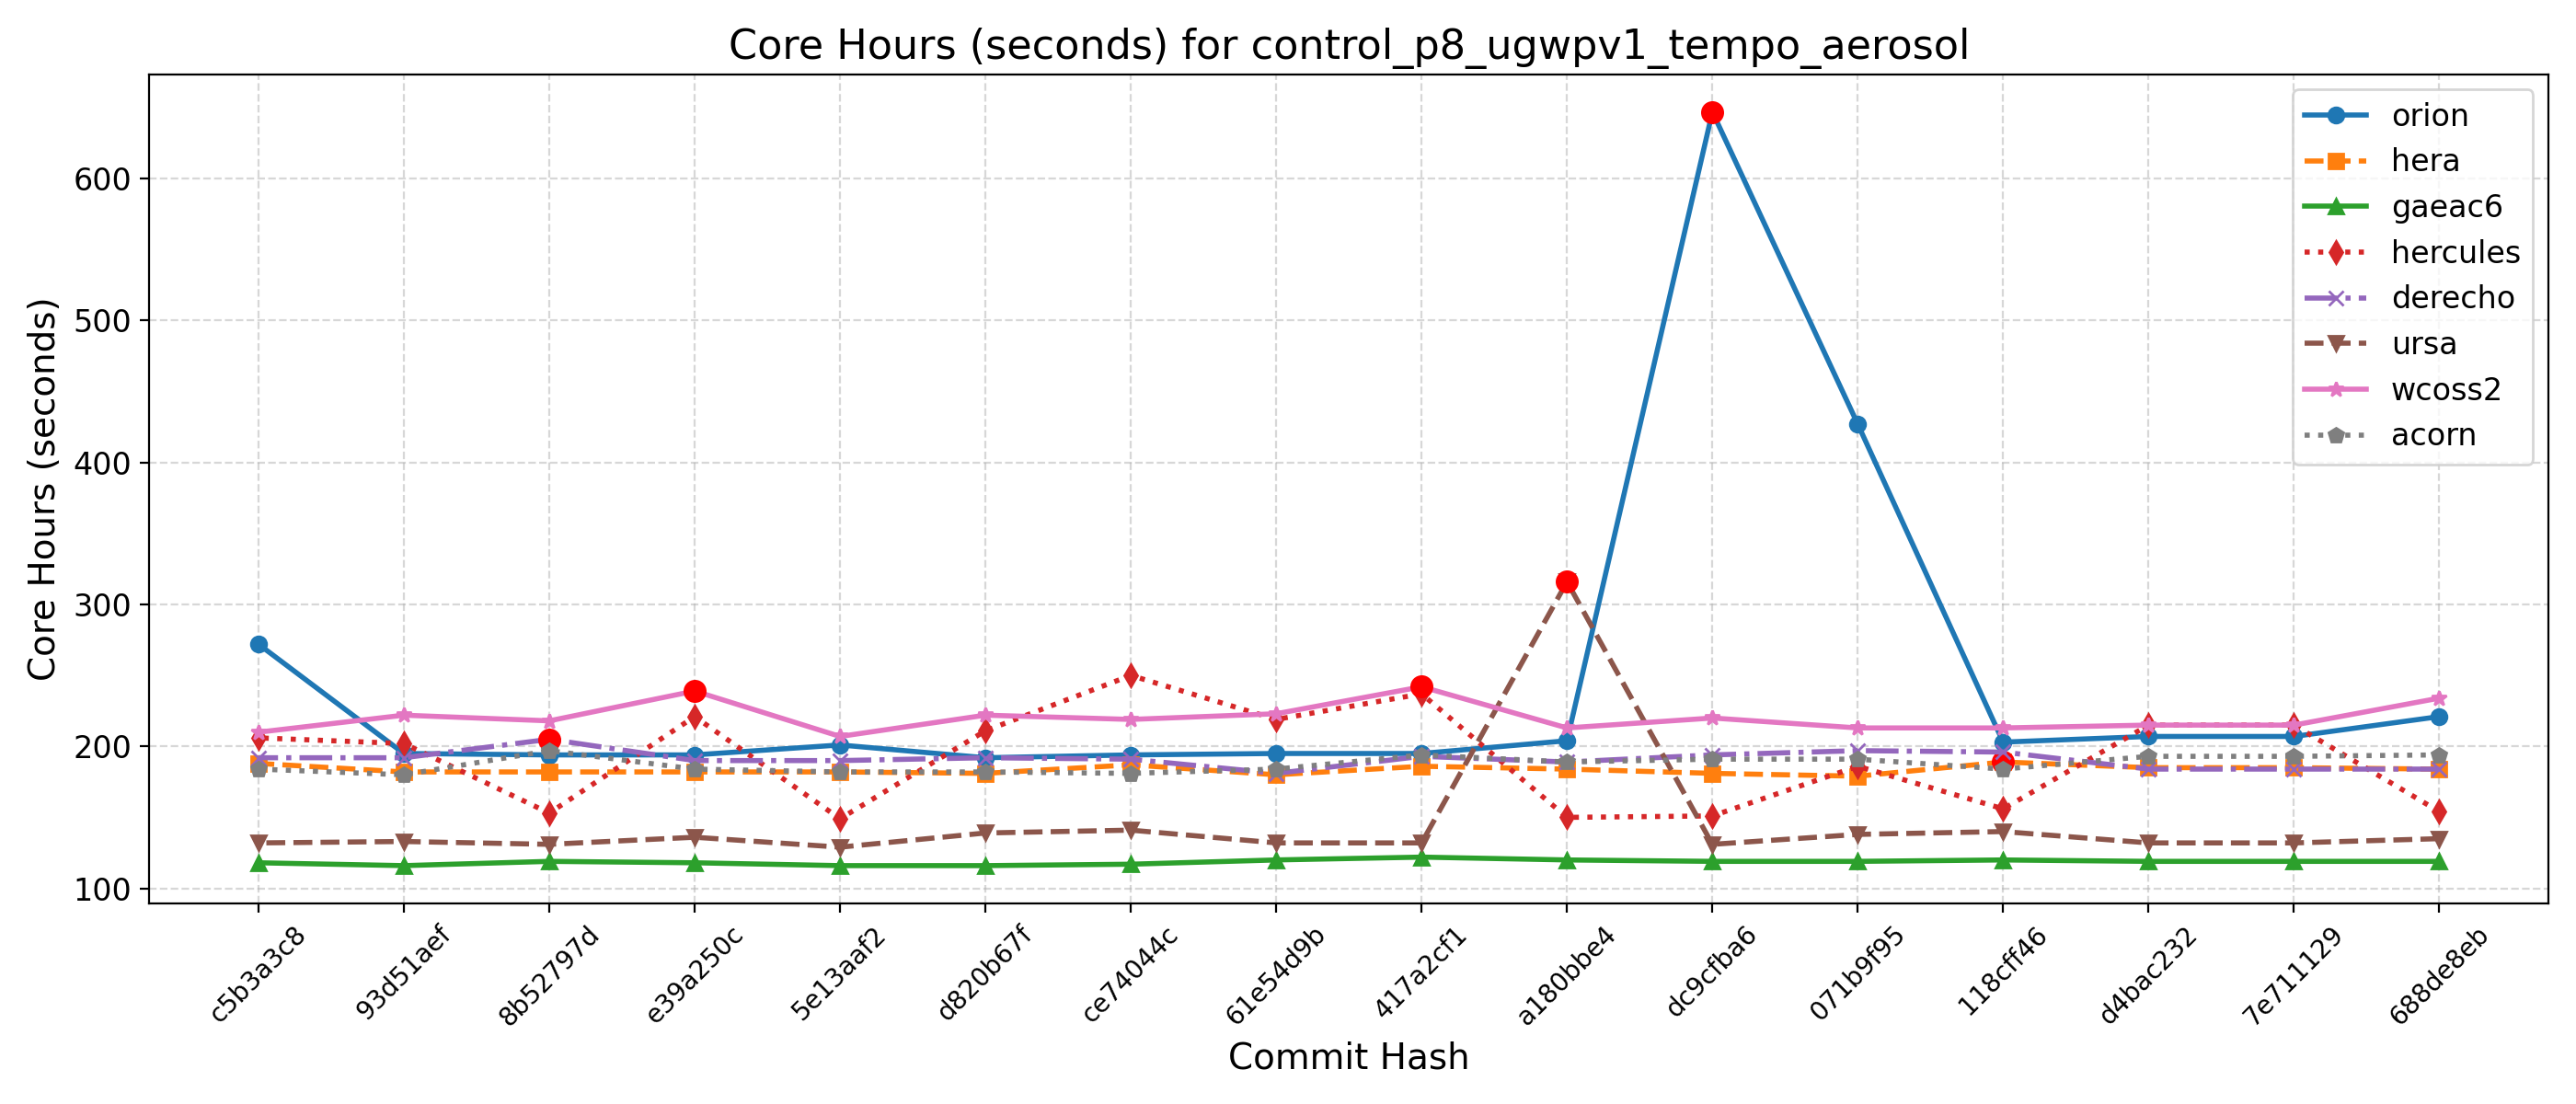 Core Hours (seconds) for control_p8_ugwpv1_tempo_aerosol
Core Hours (seconds)
600
500
400
300
200
100
orion
hera
gaeac6
hercules
derecho
ursa
wcoss2
acorn
c5b3a3c8
93d51aef
8b52797d
e39a250c
5e13aaf2
d820b67f
ce74044c
61e54d9b
417a2cf1
a180bbe4
dc9cfba6
071b9f95
118cff46
d4bac232
7e711129
688de8eb
Commit Hash